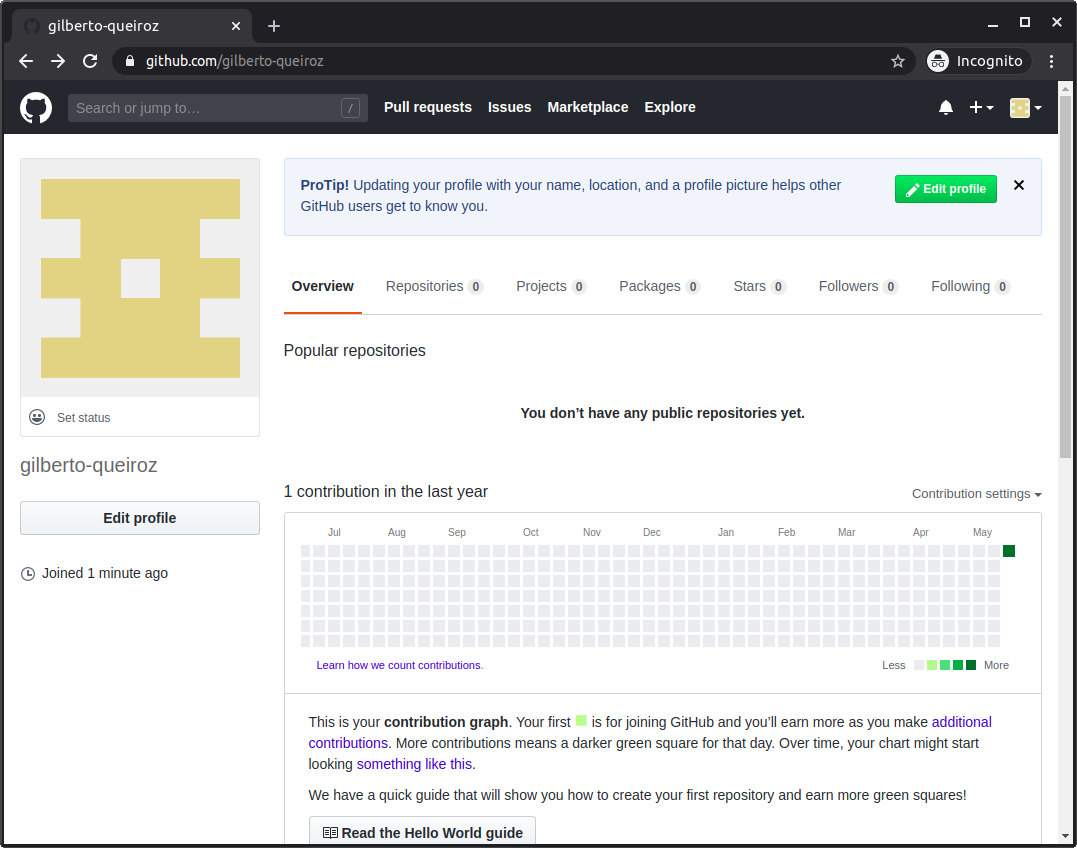 gilberto-queiroz
github.com/gilberto-queiroz
Incognito
Search or jump to…
/
Pull requests
Issues
Marketplace
Explore
ProTip! Updating your profile with your name, location, and a profile picture helps other
GitHub users get to know you.
Edit profile
Overview
Repositories 0
Projects 0
Packages 0
Stars 0
Followers 0
Following 0
Set status
gilberto-queiroz
Edit profile
Joined 1 minute ago
Popular repositories
You don’t have any public repositories yet.
1 contribution in the last year
Contribution settings
Jul Aug Sep Oct Nov Dec Jan Feb Mar Apr May
Learn how we count contributions.
Less
More
This is your contribution graph. Your first is for joining GitHub and you’ll earn more as you make additional
contributions. More contributions means a darker green square for that day. Over time, your chart might start
looking something like this.
We have a quick guide that will show you how to create your first repository and earn more green squares!
Read the Hello World guide